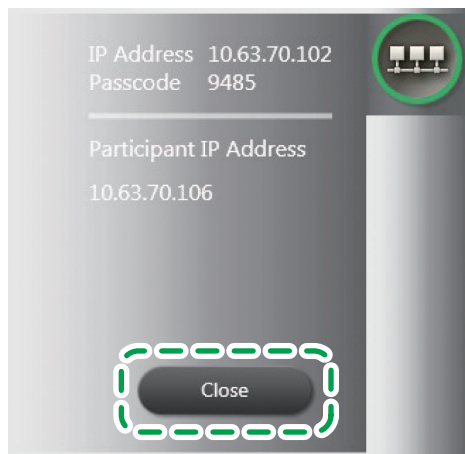 IP Address 10.63.70.102
Passcode 9485
Participant IP Address
10.63.70.106
Close